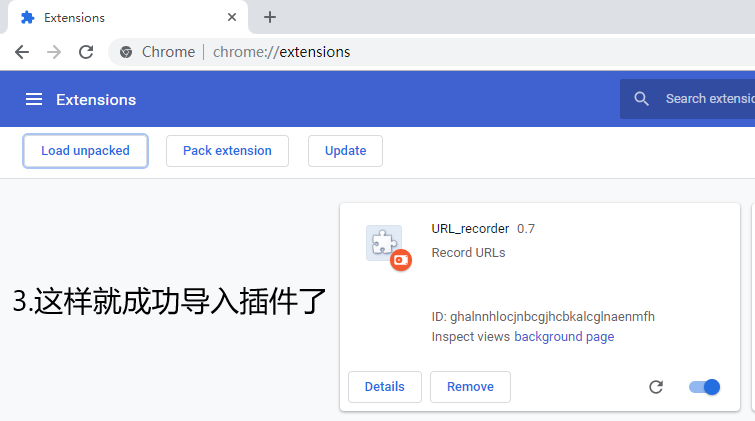 Extensions
Chrome | chrome://extensions
Extensions
Search extensio
Load unpacked
Pack extension
Update
URL_recorder 0.7
Record URLs
3.这样就成功导入插件了
ID: ghalnnhlocjnbcgjhcbkalcglnaenmfh
Inspect views background page
Details
Remove